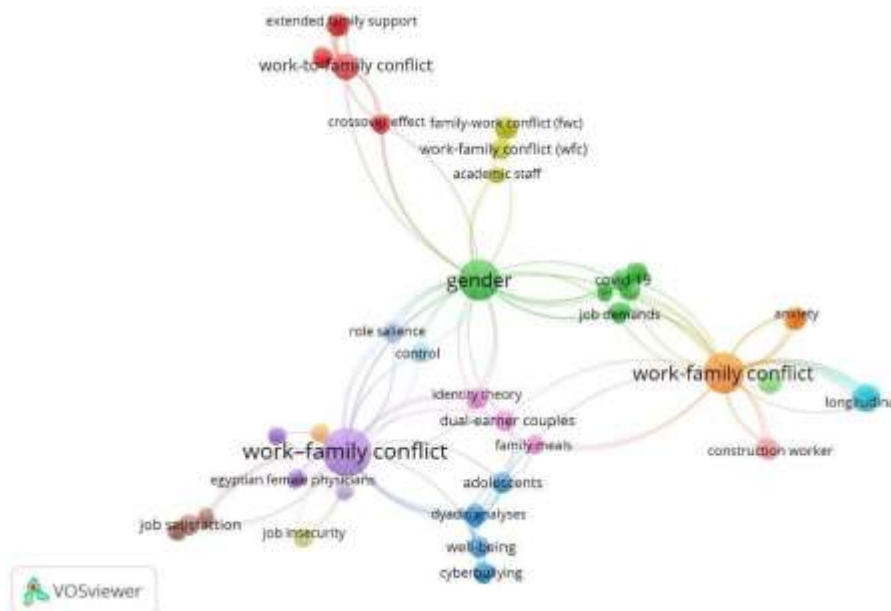 extended family support
work-to-family conflict
crossover effect
family-work conflict (fwc)
work-family conflict (wfc)
academic staff
gender
covid-19
job demands
anxiety
role salience
control
work-family conflict
identity theory
longitudina
dual-earner couples
family meals
construction worker
work–family conflict
egyptian female physicians
adolescents
dyadic analyses
job satisfaction
job insecurity
well-being
cyberbullying
VOSviewer